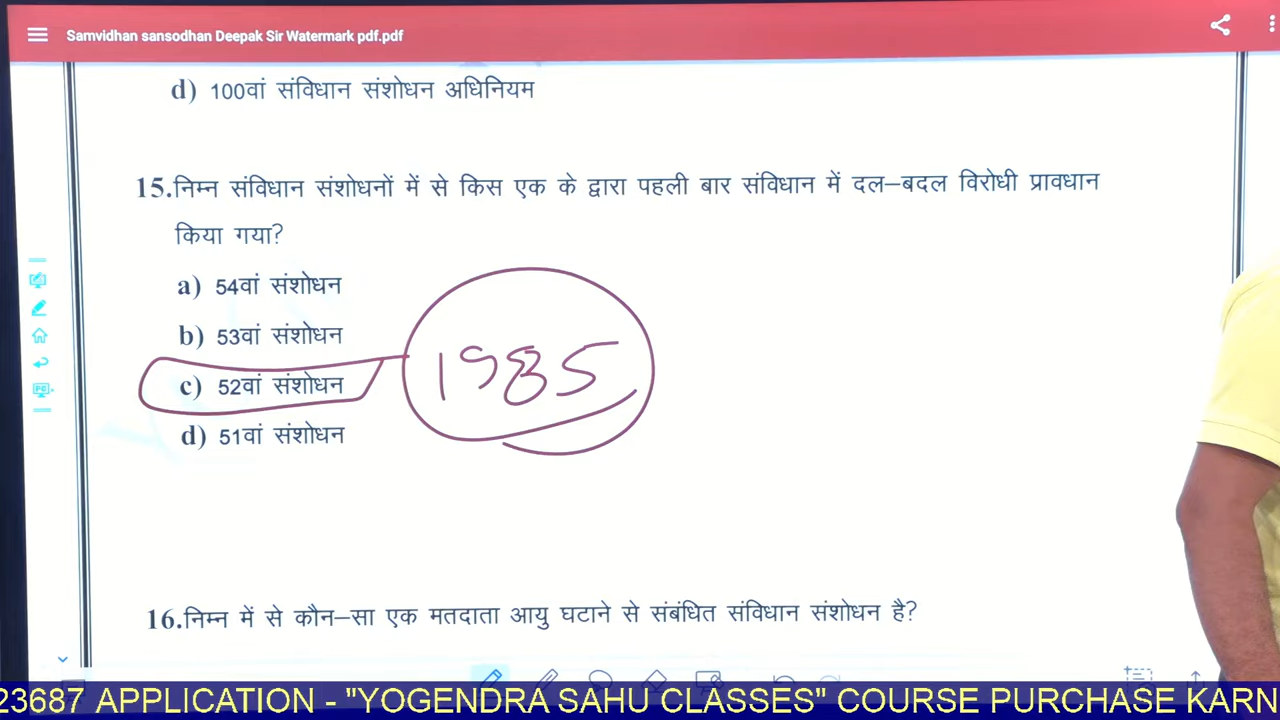 Samvidhan sansodhan Deepak Sir Watermark pdf.pdf
d) 100वां संविधान संशोधन अधिनियम
15.निम्न संविधान संशोधनों में से किस एक के द्वारा पहली बार संविधान में दल–बदल विरोधी प्रावधान
किया गया?
a) 54वां संशोधन
b) 53वां संशोधन
c) 52वां संशोधन
1985
d) 51वां संशोधन
16.निम्न में से कौन–सा एक मतदाता आयु घटाने से संबंधित संविधान संशोधन है?
23687 APPLICATION - "YOGENDRA SAHU CLASSES" COURSE PURCHASE KARN